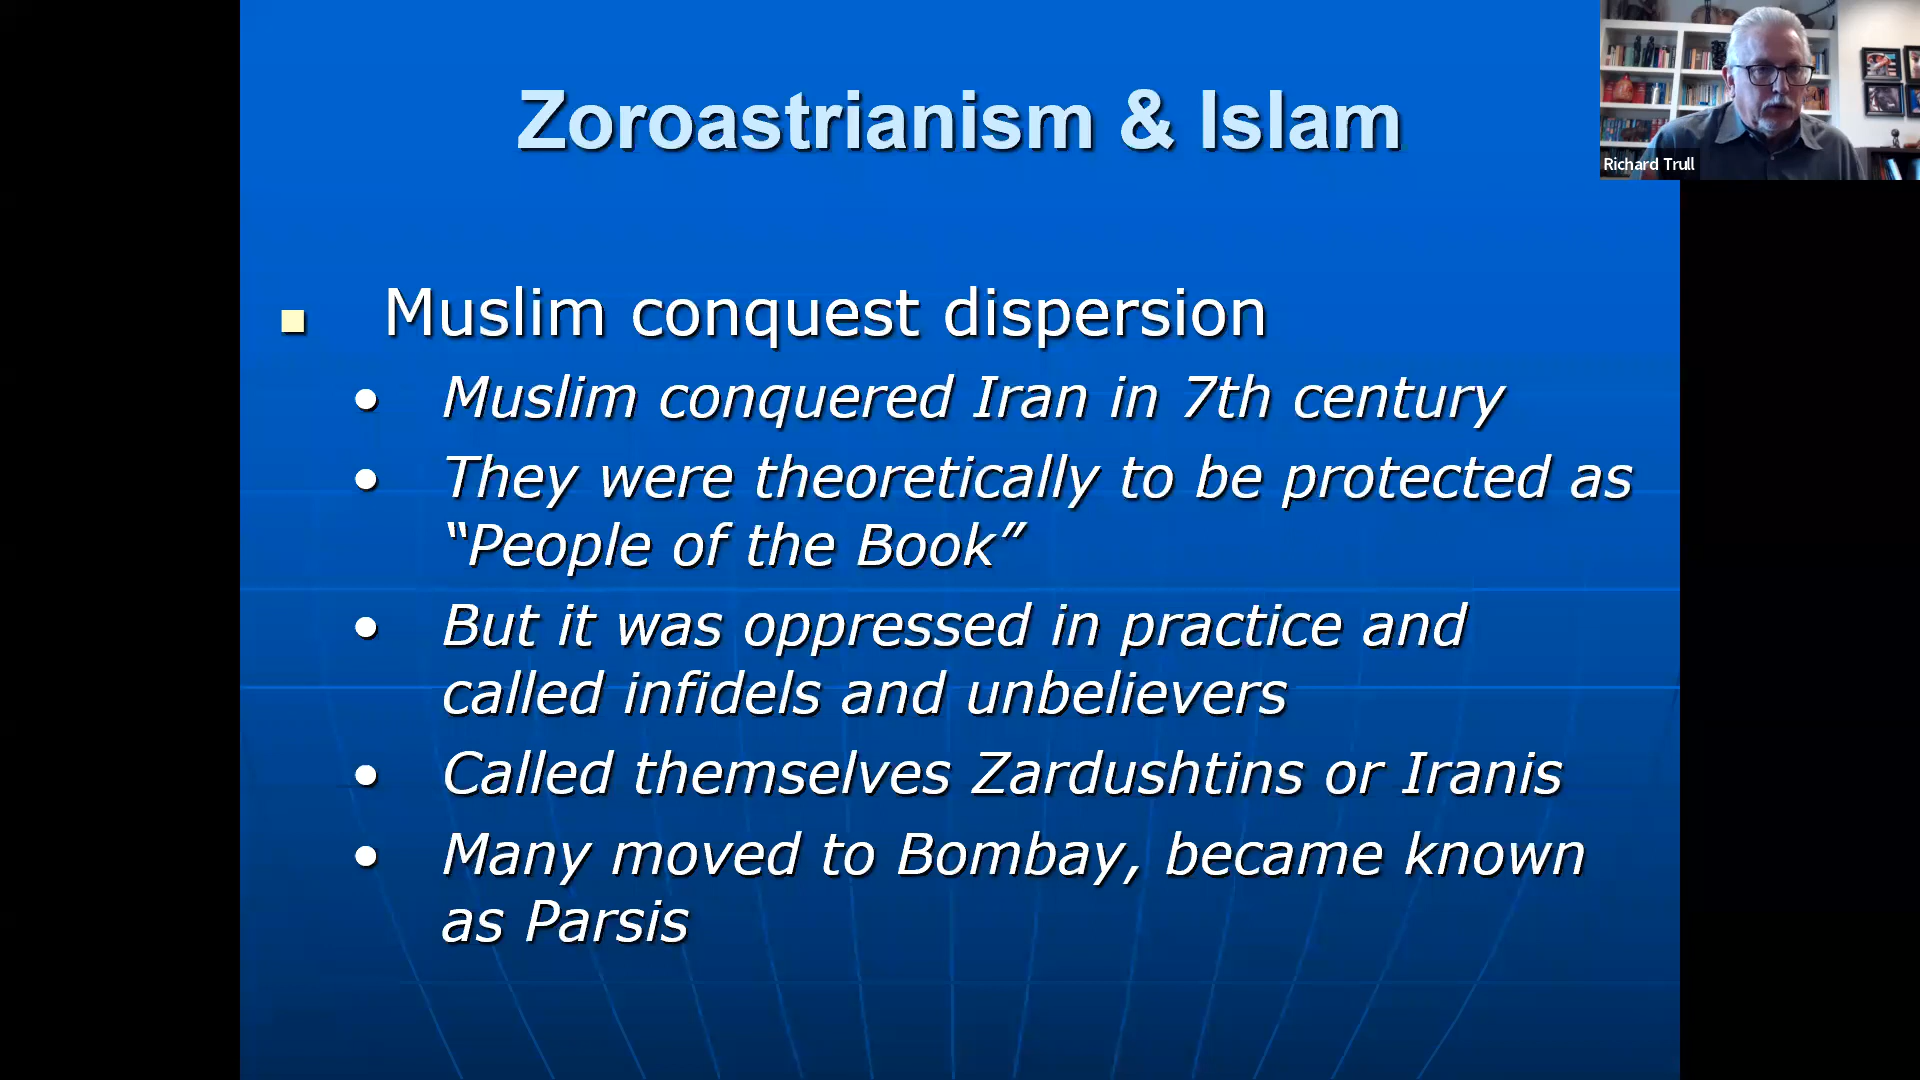 Zoroastrianism & Islam
Richard Trull
Muslim conquest dispersion
Muslim conquered Iran in 7th century
They were theoretically to be protected as
“People of the Book”
But it was oppressed in practice and
called infidels and unbelievers
Called themselves Zardushtins or Iranis
Many moved to Bombay, became known
as Parsis